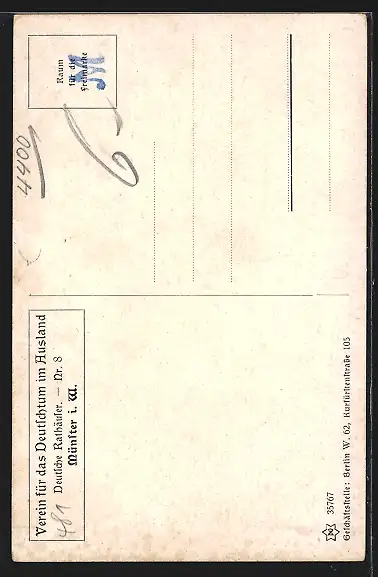 Verein für das Deutſchtum im Ausland
Deutſche Rathäuſer. — Nr. 8
Münſter i. W.
481
Raum
für die
Freimarke
4400
6
35767
Geſchäftsſtelle: Berlin W. 62, Kurfürſtenſtraße 105